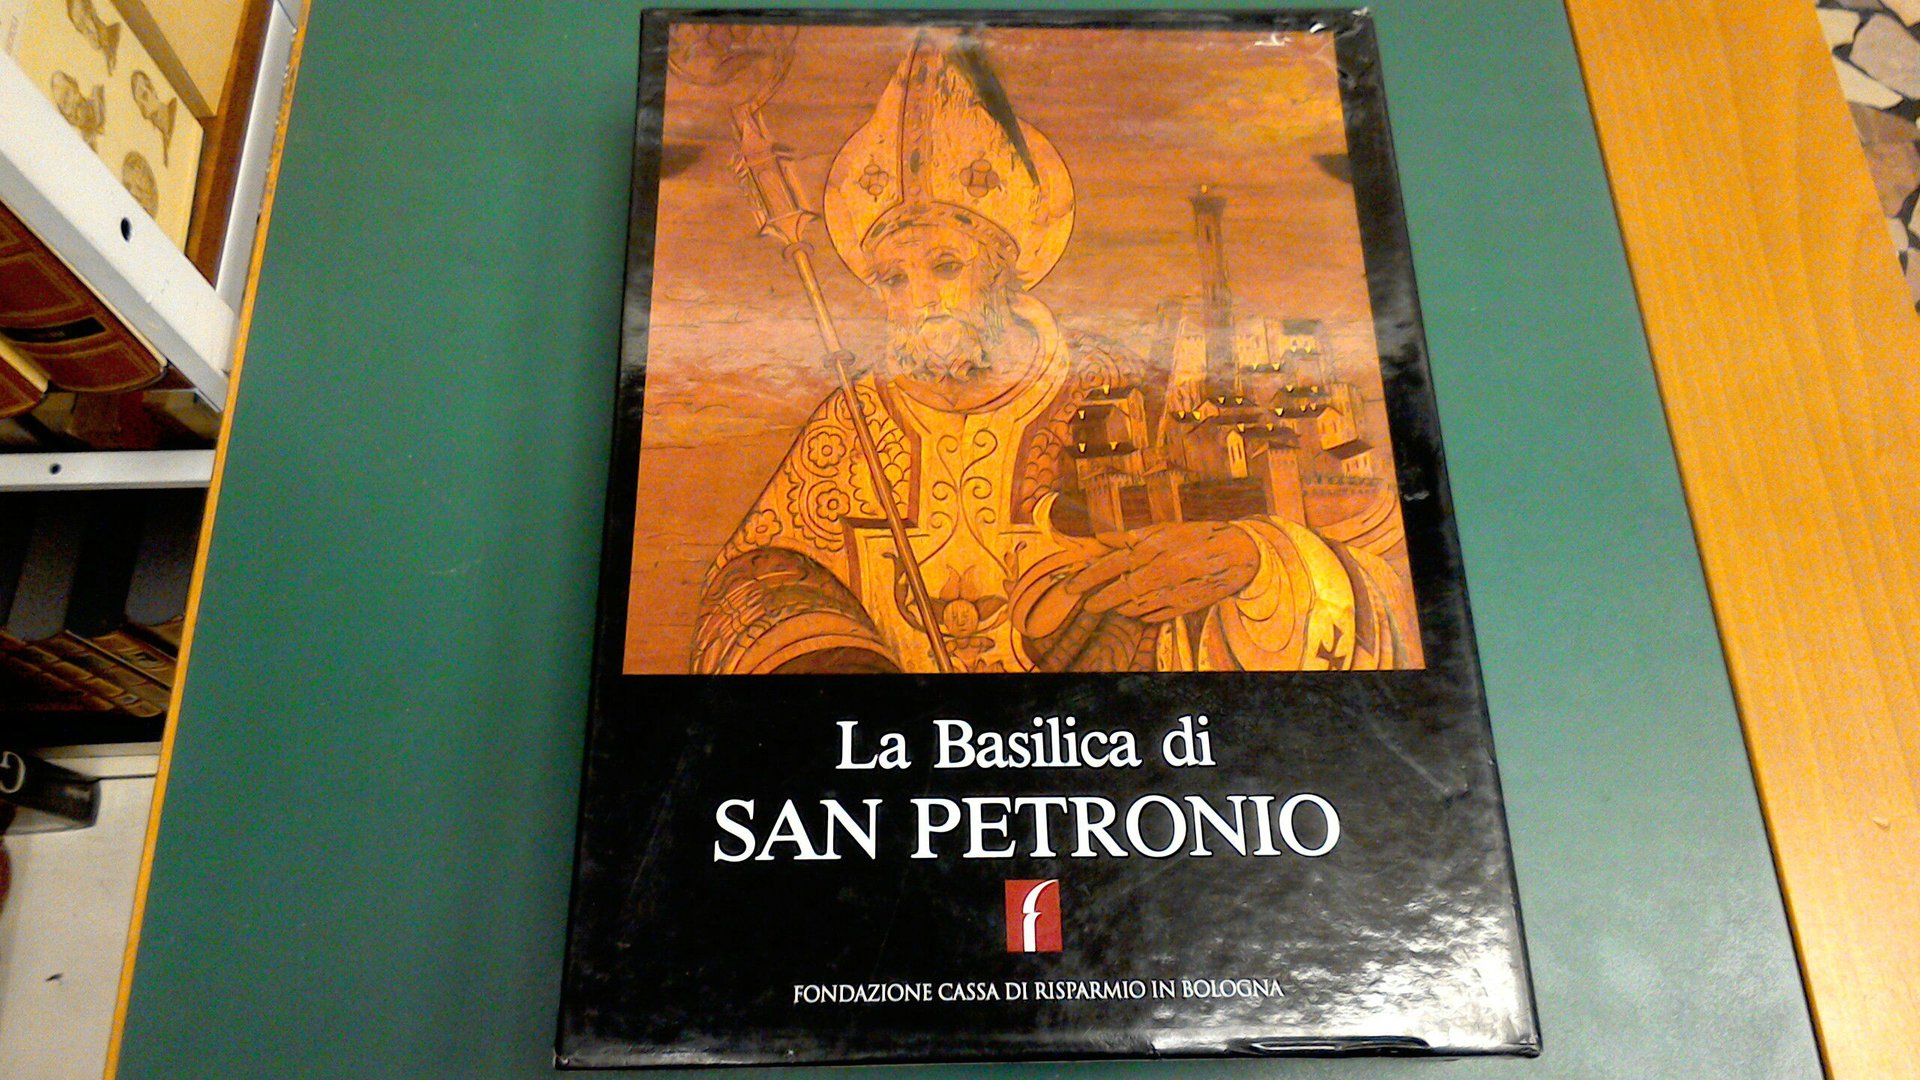 La Basilica di
SAN PETRONIO
f
FONDAZIONE CASSA DI RISPARMIO IN BOLOGNA